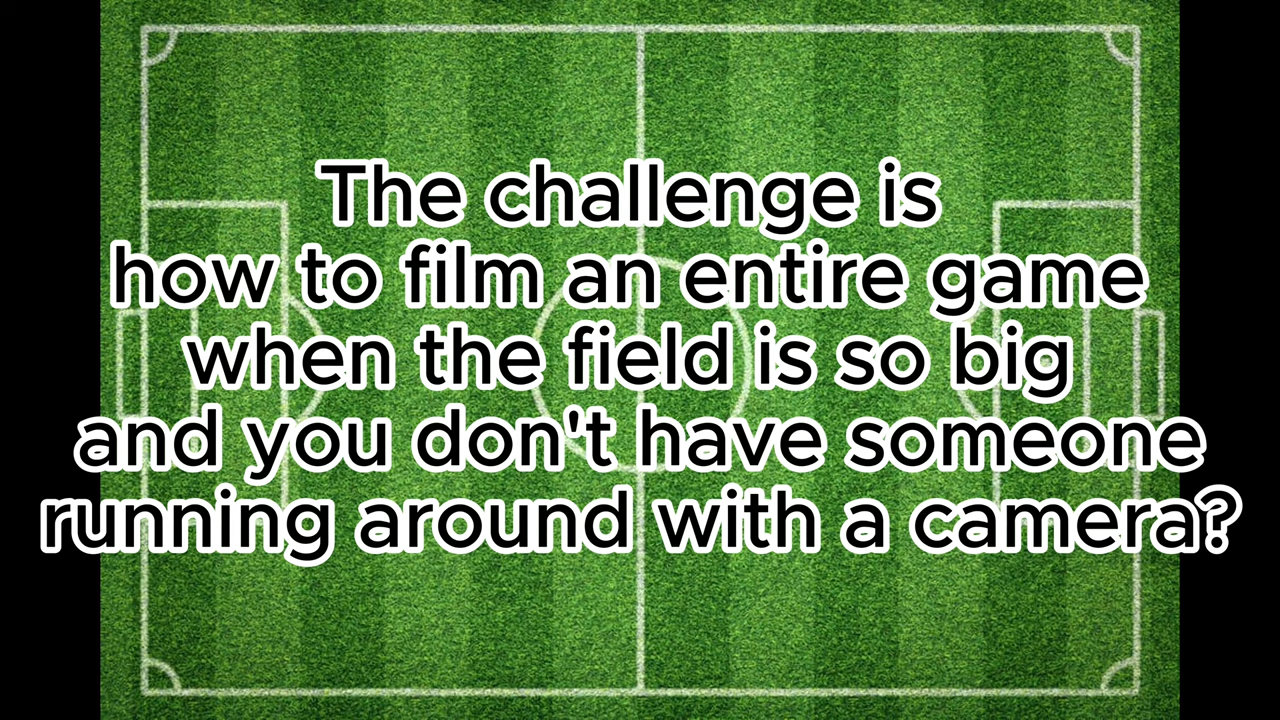 The challenge is
how to film an entire game
when the field is so big
and you don't have someone
running around with a camera?